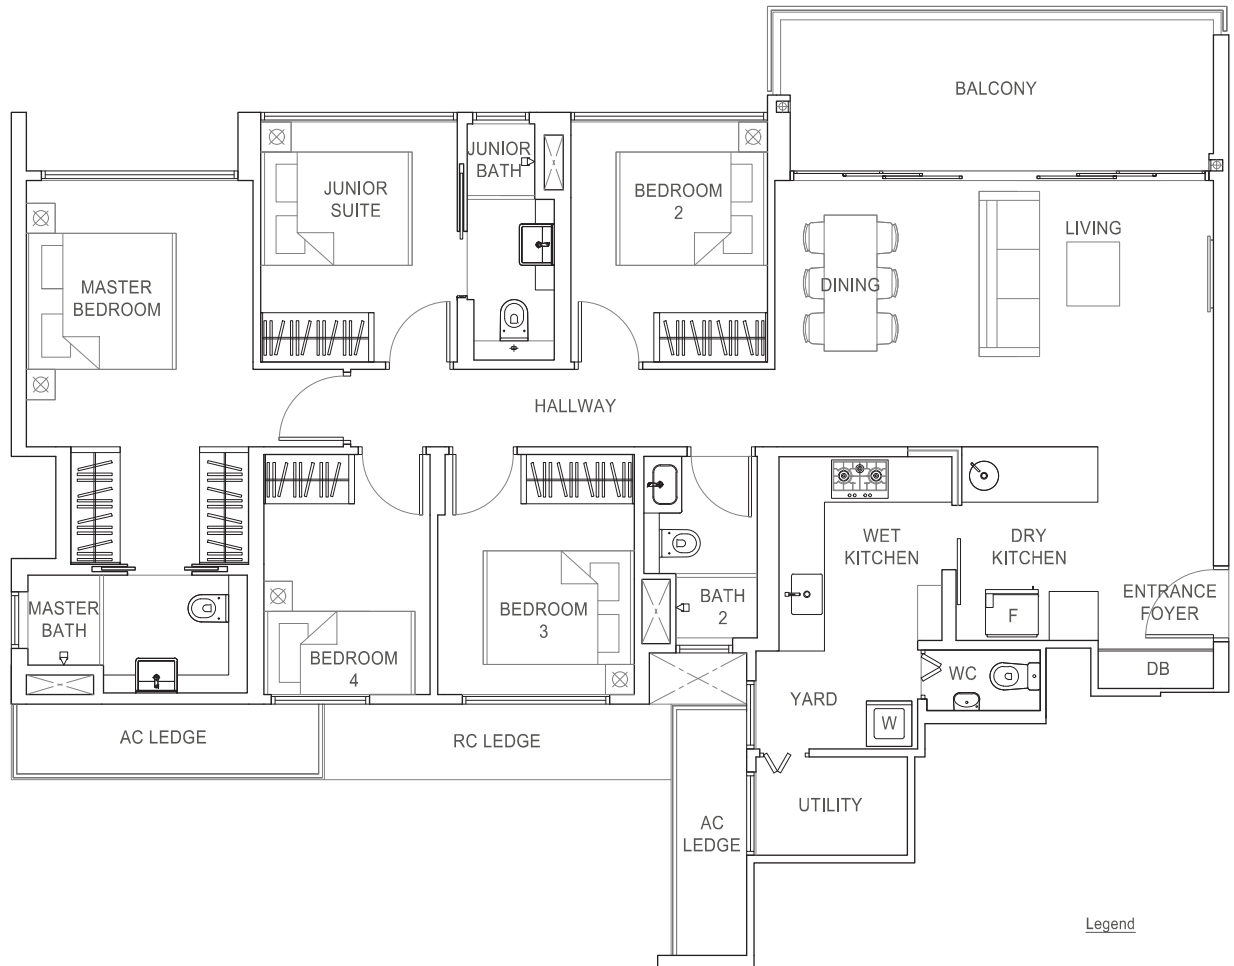 BALCONY
JUNIOR
BATH
JUNIOR
SUITE
BEDROOM
2
LIVING
MASTER
BEDROOM
DINING
HALLWAY
WET
KITCHEN
DRY
KITCHEN
ENTRANCE
FOYER
MASTER
BATH
BEDROOM
3
BATH
2
F
BEDROOM
4
WC
DB
YARD
W
AC LEDGE
RC LEDGE
UTILITY
AC
LEDGE
Legend